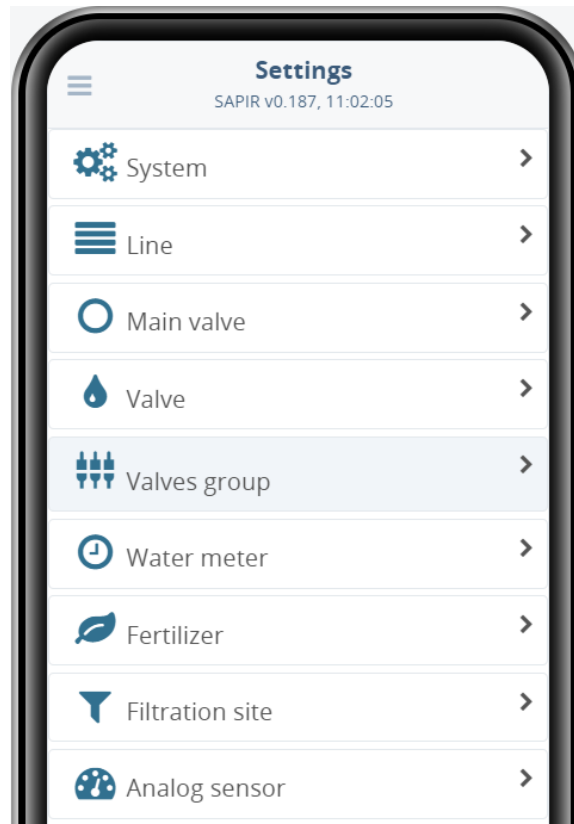 Settings
SAPIR v0.187, 11:02:05
System
Line
Main valve
Valve
Valves group
Water meter
Fertilizer
Filtration site
Analog sensor